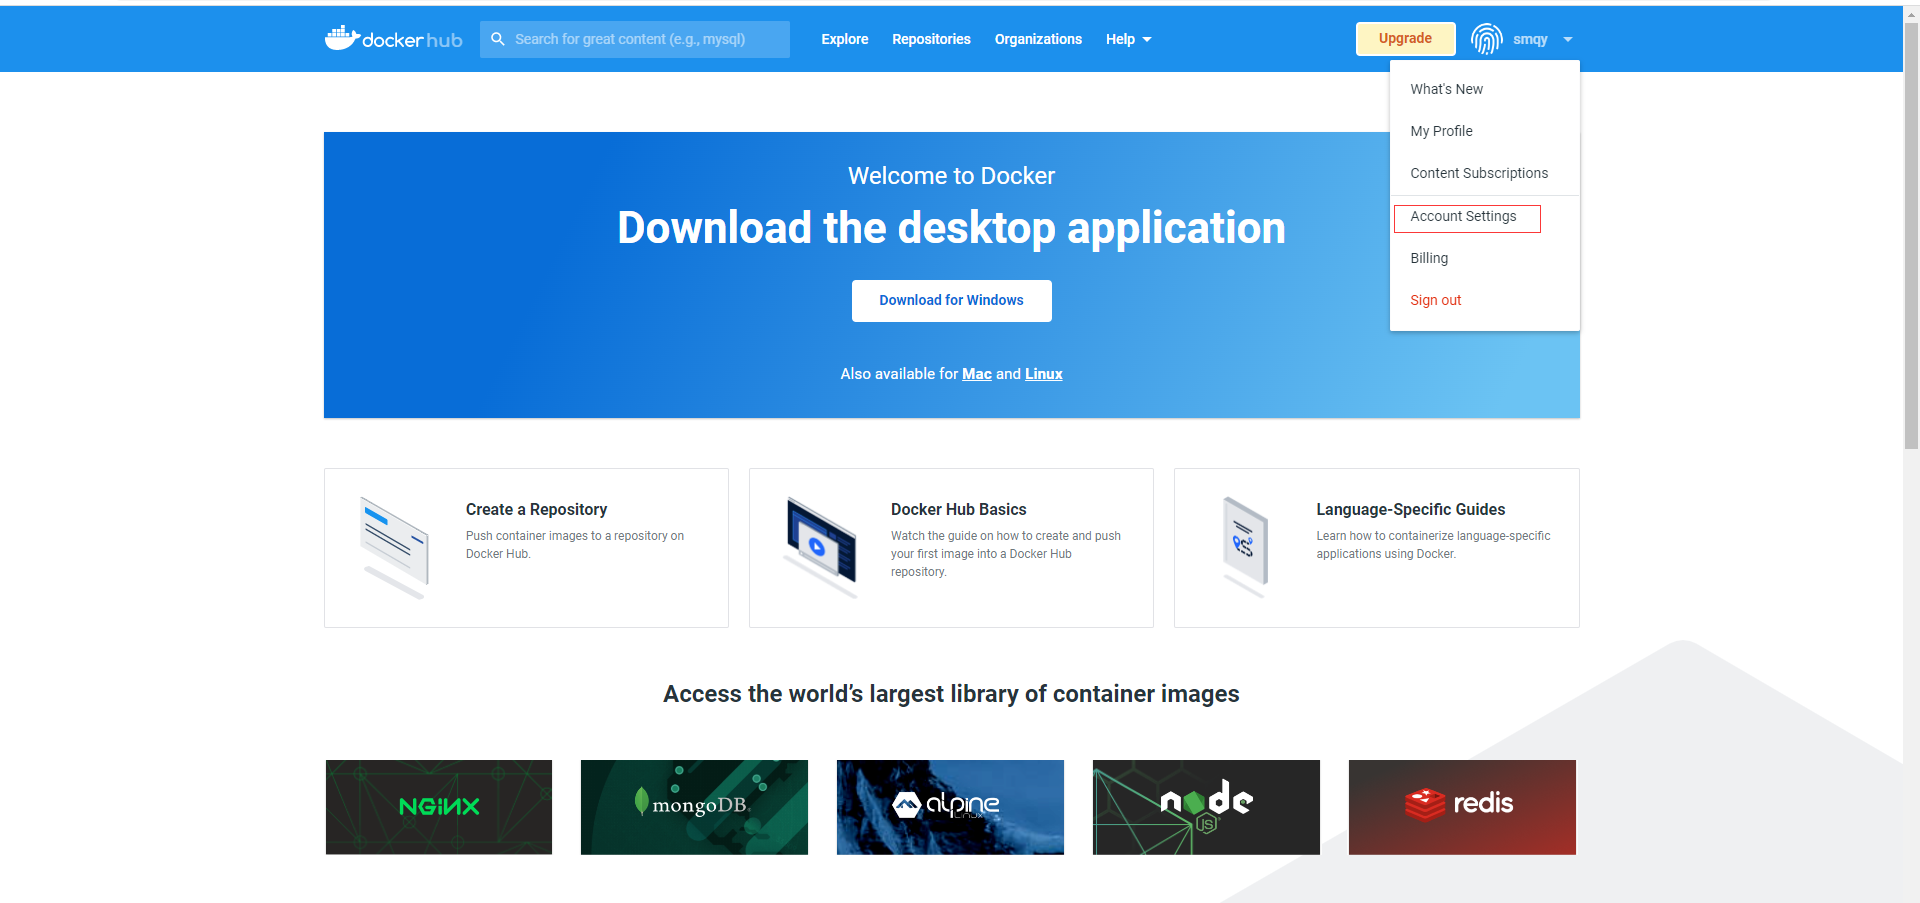 docker hub
Search for great content (e.g., mysql)
Explore
Repositories
Organizations
Help
Upgrade
smqy
What's New
My Profile
Content Subscriptions
Account Settings
Billing
Sign out
Welcome to Docker
Download the desktop application
Download for Windows
Also available for Mac and Linux
Create a Repository
Push container images to a repository on
Docker Hub.
Docker Hub Basics
Watch the guide on how to create and push
your first image into a Docker Hub
repository.
Language-Specific Guides
Learn how to containerize language-specific
applications using Docker.
Access the world’s largest library of container images
NGINX
mongoDB
alpine
Linux
node
JS
redis